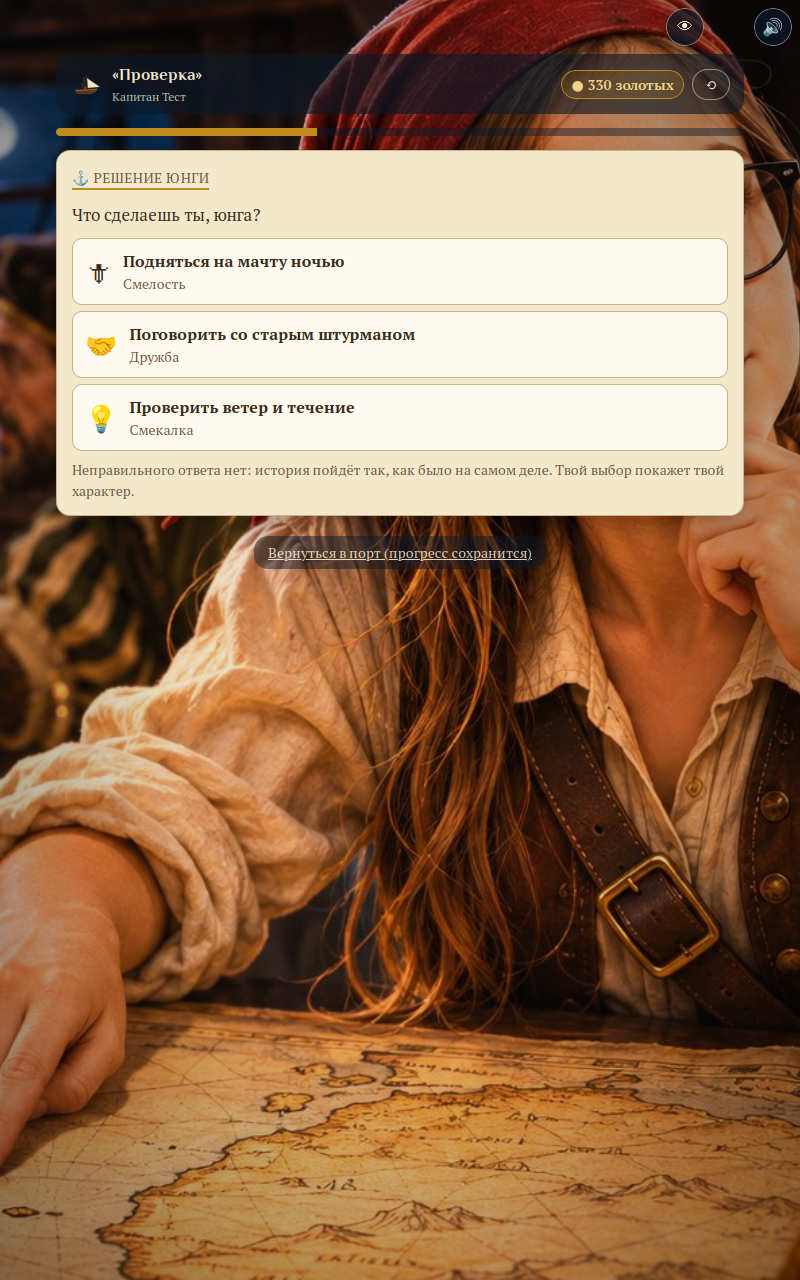 «Проверка»
Капитан Тест
330 золотых
РЕШЕНИЕ ЮНГИ
Что сделаешь ты, юнга?
Подняться на мачту ночью
Смелость
Поговорить со старым штурманом
Дружба
Проверить ветер и течение
Смекалка
Неправильного ответа нет: история пойдёт так, как было на самом деле. Твой выбор покажет твой
характер.
Вернуться в порт (прогресс сохранится)